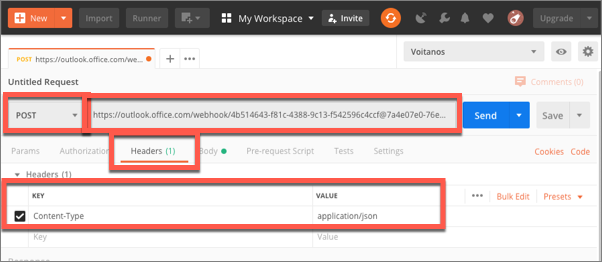 New Import Runner My Workspace Invite Upgrade
POST https://outlook.office.com/we... Voitanos
Untitled Request Comments (0)
POST https://outlook.office.com/webhook/4b514643-f81c-4388-9c13-f542596c4ccf@7a4e07e0-76e... Send Save
Params Authorization Headers (1) Body Pre-request Script Tests Settings Cookies Code
Headers (1)
KEY VALUE Bulk Edit Presets
Content-Type application/json
Key Value
Response